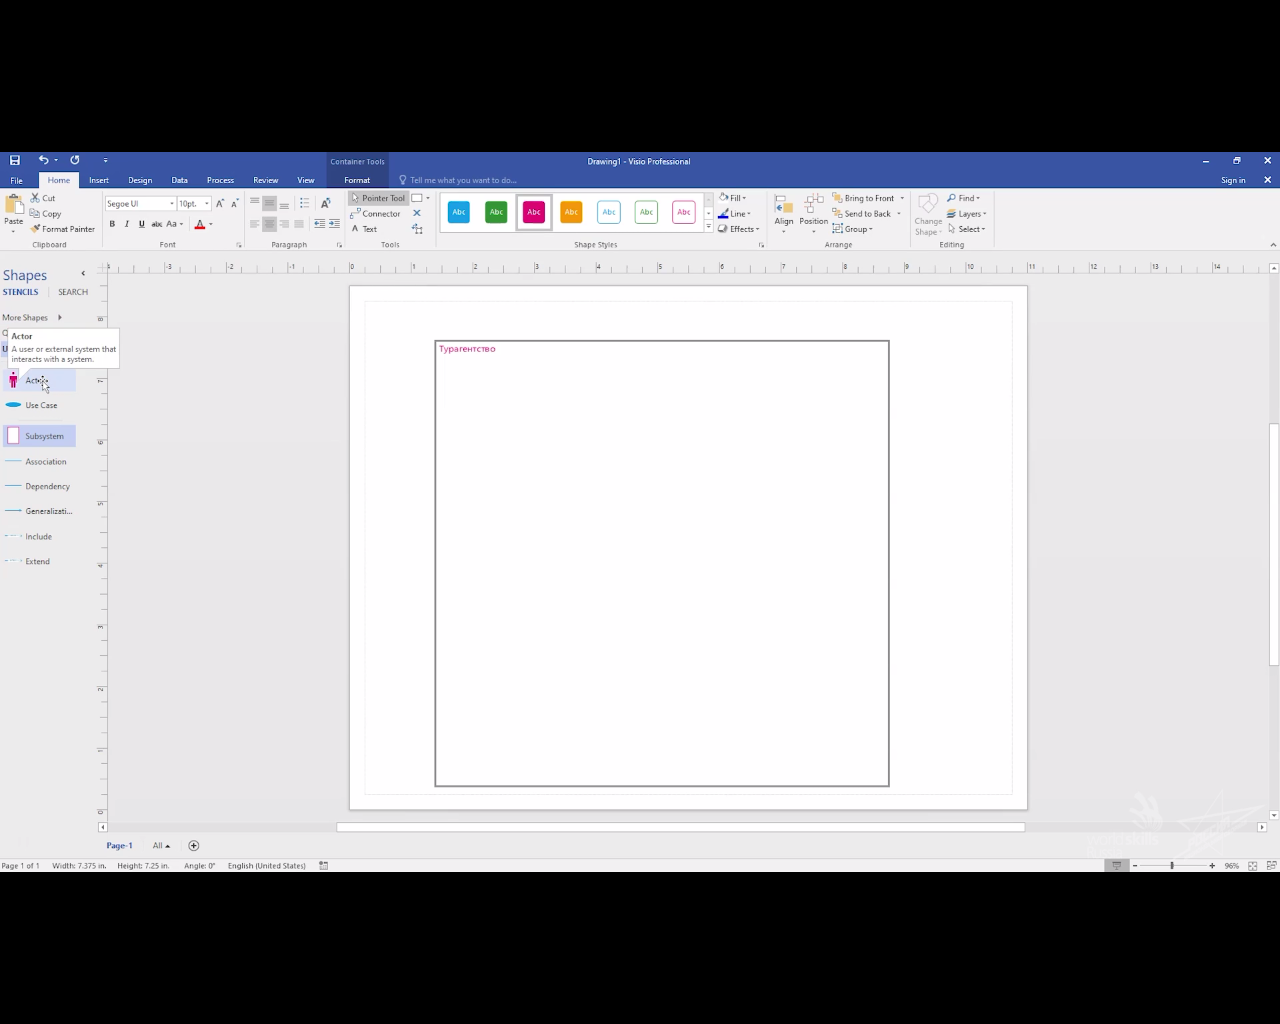 Container Tools
Drawing1 - Visio Professional
File
Home
Insert
Design
Data
Process
Review
View
Format
Tell me what you want to do...
Sign in
Paste
Cut
Copy
Format Painter
Clipboard
Segoe UI
10pt.
B I U abc Aa A
Font
Paragraph
Pointer Tool
Connector
A Text
Tools
Abc Abc Abc Abc Abc Abc Abc
Shape Styles
Fill
Line
Effects
Align
Position
Bring to Front
Send to Back
Group
Arrange
Change
Shape
Find
Layers
Select
Editing
Shapes
STENCILS
SEARCH
More Shapes
Actor
A user or external system that
interacts with a system.
Use Case
Subsystem
Association
Dependency
Generalizati...
Include
Extend
Турагентство
Page-1
All
Page 1 of 1
Width: 7.375 in.
Height: 7.25 in.
Angle: 0°
English (United States)
96%